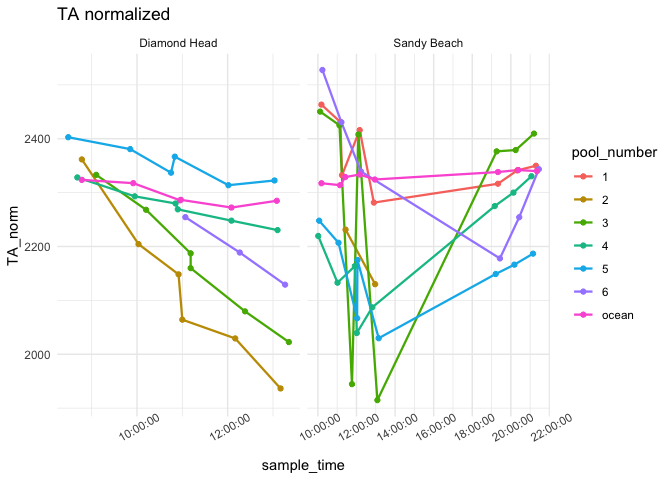 TA normalized
Diamond Head
Sandy Beach
TA_norm
2400
2200
2000
10:00:00
12:00:00
10:00:00
12:00:00
14:00:00
16:00:00
18:00:00
20:00:00
22:00:00
sample_time
pool_number
1
2
3
4
5
6
ocean